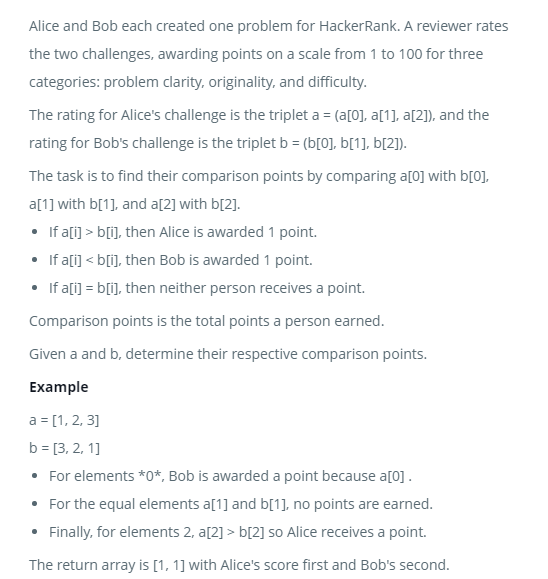 Alice and Bob each created one problem for HackerRank. A reviewer rates
the two challenges, awarding points on a scale from 1 to 100 for three
categories: problem clarity, originality, and difficulty.
The rating for Alice's challenge is the triplet a = (a[0], a[1], a[2]), and the
rating for Bob's challenge is the triplet b = (b[0], b[1], b[2]).
The task is to find their comparison points by comparing a[0] with b[0],
a[1] with b[1], and a[2] with b[2].
• If a[i] > b[i], then Alice is awarded 1 point.
• If a[i] < b[i], then Bob is awarded 1 point.
• If a[i] = b[i], then neither person receives a point.
Comparison points is the total points a person earned.
Given a and b, determine their respective comparison points.
Example
a = [1, 2, 3]
b = [3, 2, 1]
• For elements *0*, Bob is awarded a point because a[0] .
• For the equal elements a[1] and b[1], no points are earned.
• Finally, for elements 2, a[2] > b[2] so Alice receives a point.
The return array is [1, 1] with Alice's score first and Bob's second.